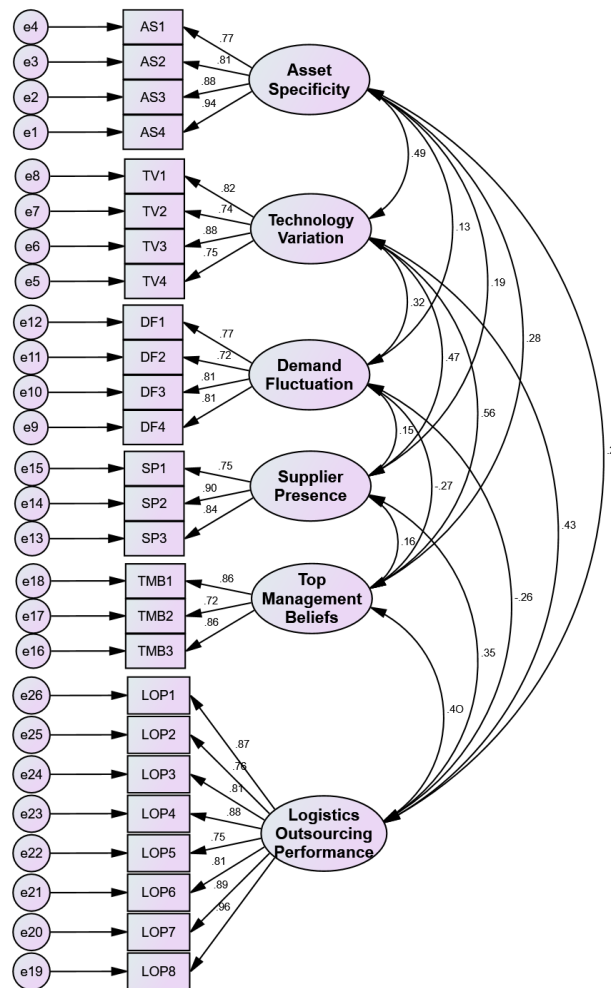 e4 AS1
.77
e3 AS2
.81
e2 AS3
.88
e1 AS4
.94
Asset
Specificity
e8 TV1
.82
e7 TV2
.74
e6 TV3
.88
e5 TV4
.75
Technology
Variation
e12 DF1
.77
e11 DF2
.72
e10 DF3
.81
e9 DF4
.81
Demand
Fluctuation
e15 SP1
.75
e14 SP2
.90
e13 SP3
.84
Supplier
Presence
e18 TMB1
.86
e17 TMB2
.72
e16 TMB3
.86
Top
Management
Beliefs
e26 LOP1
.87
e25 LOP2
.76
e24 LOP3
.81
e23 LOP4
.88
e22 LOP5
.75
e21 LOP6
.81
e20 LOP7
.89
e19 LOP8
.96
Logistics
Outsourcing
Performance
.49
.13
.19
.28
.32
.47
.56
.43
.15
-.27
-.26
.16
.35
.40